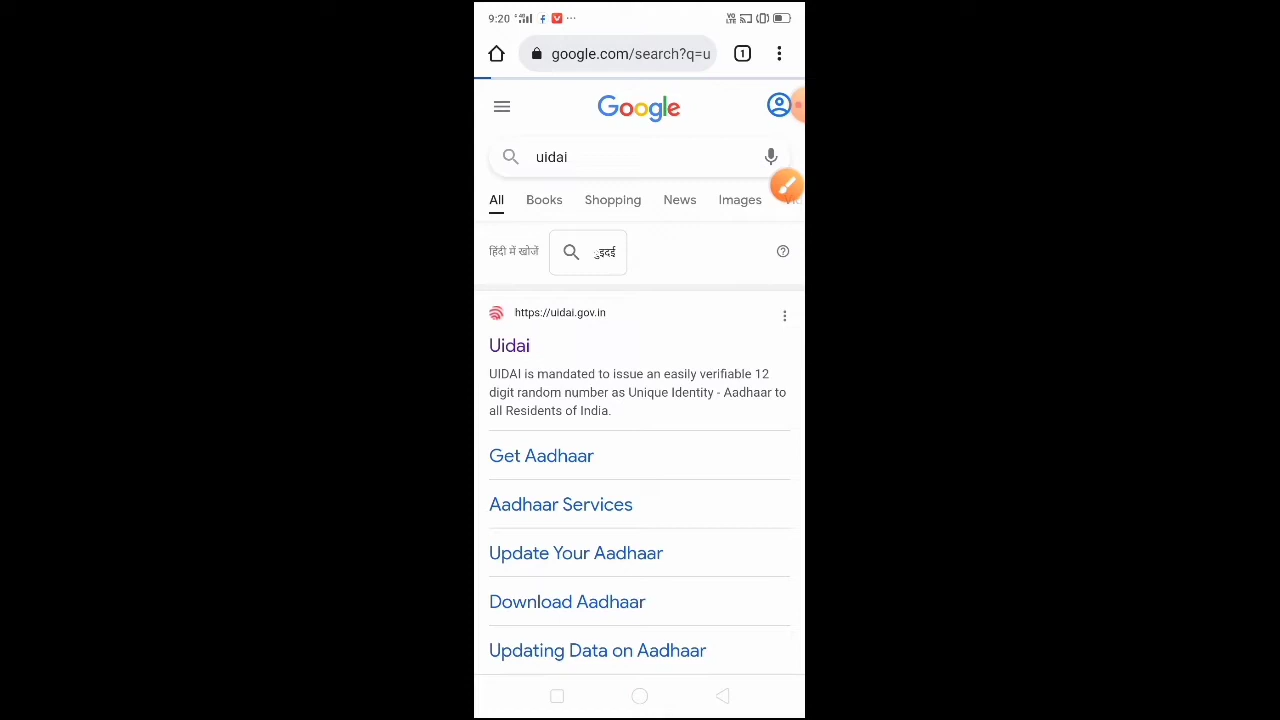 9:20
google.com/search?q=u
1
Google
uidai
All Books Shopping News Images
हिंदी में खोजें ुइदई
https://uidai.gov.in
Uidai
UIDAI is mandated to issue an easily verifiable 12
digit random number as Unique Identity - Aadhaar to
all Residents of India.
Get Aadhaar
Aadhaar Services
Update Your Aadhaar
Download Aadhaar
Updating Data on Aadhaar